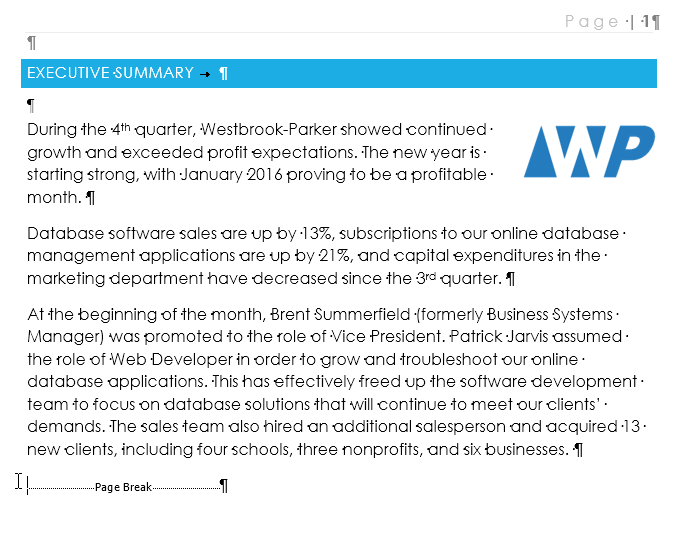 Page | 1¶
¶
EXECUTIVE SUMMARY → ¶
¶
During the 4th quarter, Westbrook-Parker showed continued
growth and exceeded profit expectations. The new year is
starting strong, with January 2016 proving to be a profitable
month. ¶
WP
Database software sales are up by 13%, subscriptions to our online database
management applications are up by 21%, and capital expenditures in the
marketing department have decreased since the 3rd quarter. ¶
At the beginning of the month, Brent Summerfield (formerly Business Systems
Manager) was promoted to the role of Vice President. Patrick Jarvis assumed
the role of Web Developer in order to grow and troubleshoot our online
database applications. This has effectively freed up the software development
team to focus on database solutions that will continue to meet our clients’
demands. The sales team also hired an additional salesperson and acquired 13
new clients, including four schools, three nonprofits, and six businesses. ¶
Page Break ¶